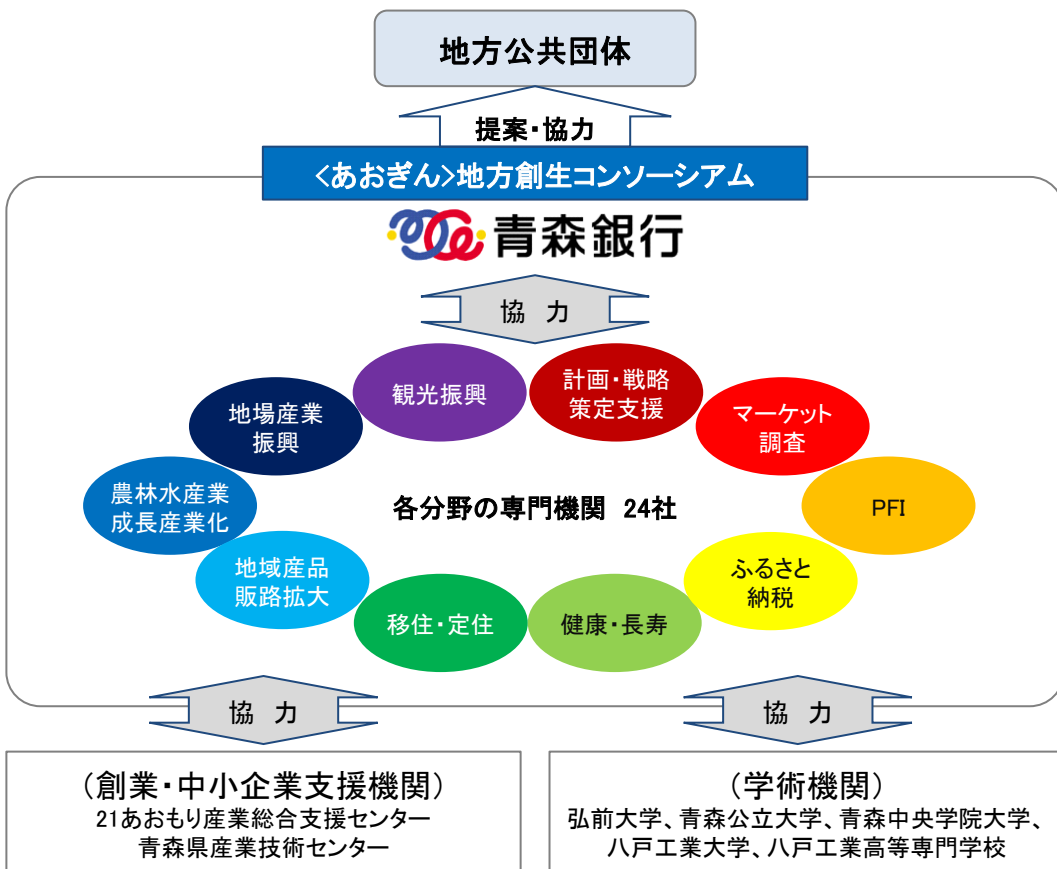 地方公共団体
提案・協力
<あおぎん>地方創生コンソーシアム
青森銀行
協 力
観光振興
計画・戦略
策定支援
地場産業
振興
マーケット
調査
農林水産業
成長産業化
各分野の専門機関 24社
PFI
地域産品
販路拡大
ふるさと
納税
移住・定住
健康・長寿
協 力
協 力
(創業・中小企業支援機関)
21あおもり産業総合支援センター
青森県産業技術センター
(学術機関)
弘前大学、青森公立大学、青森中央学院大学、
八戸工業大学、八戸工業高等専門学校